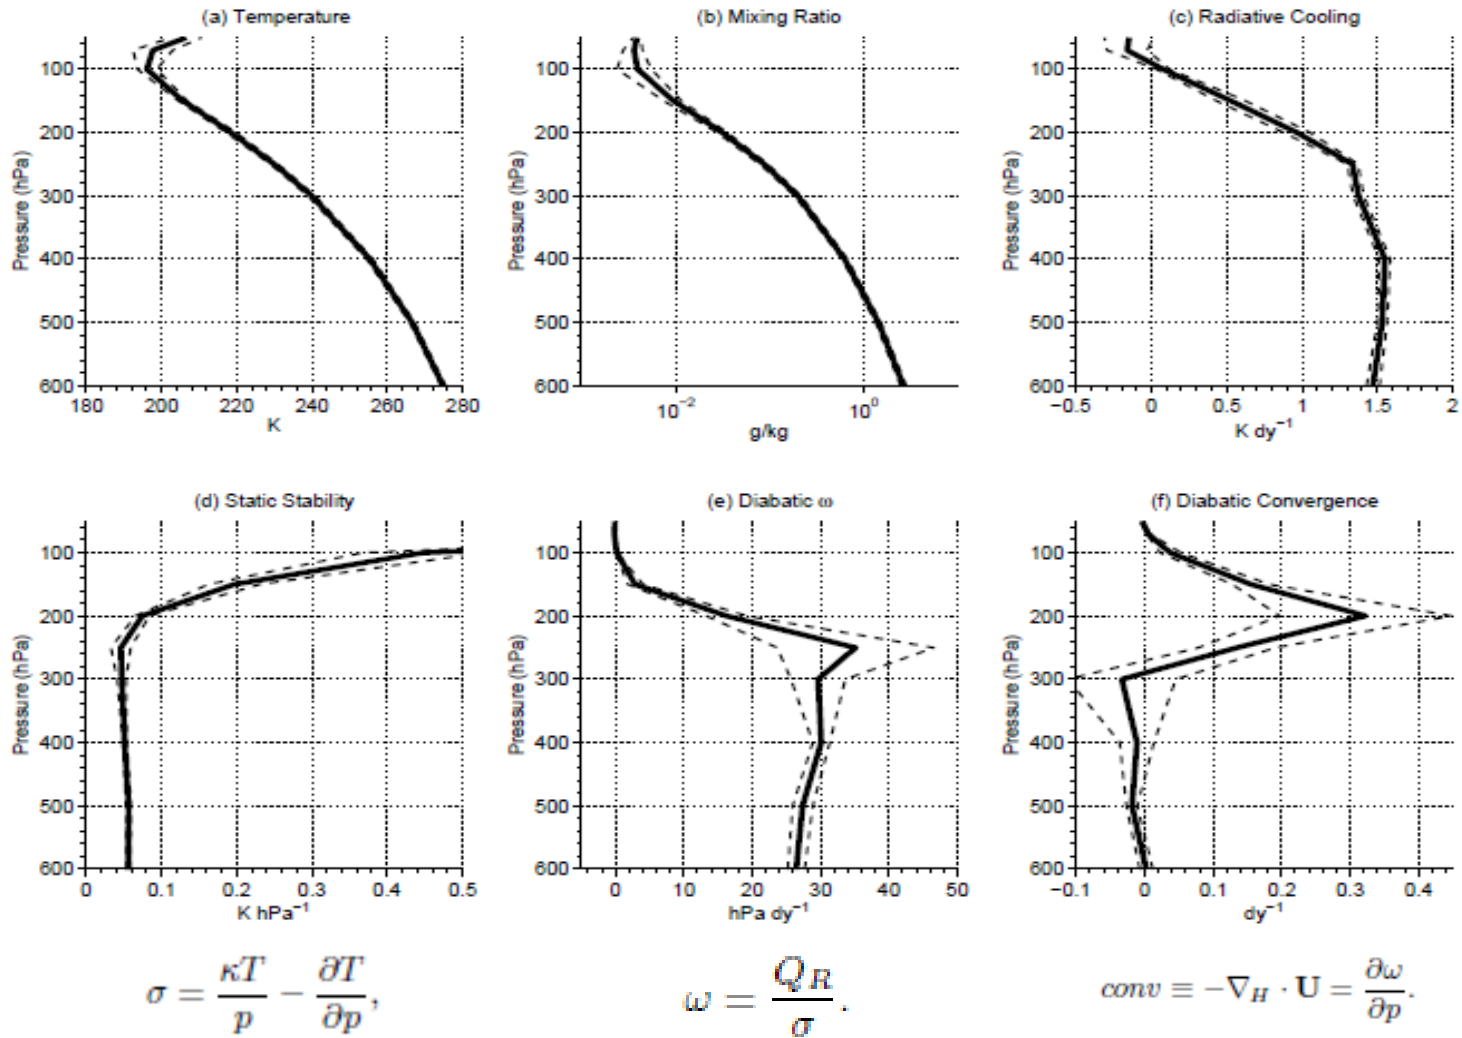 (a) Temperature
Pressure (hPa)
100
200
300
400
500
600
180 200 220 240 260 280
K
(b) Mixing Ratio
Pressure (hPa)
100
200
300
400
500
600
10⁻² 10⁰
g/kg
(c) Radiative Cooling
Pressure (hPa)
100
200
300
400
500
600
−0.5 0 0.5 1 1.5 2
K dy⁻¹
(d) Static Stability
Pressure (hPa)
100
200
300
400
500
600
0 0.1 0.2 0.3 0.4 0.5
K hPa⁻¹
(e) Diabatic ω
Pressure (hPa)
100
200
300
400
500
600
0 10 20 30 40 50
hPa dy⁻¹
(f) Diabatic Convergence
Pressure (hPa)
100
200
300
400
500
600
−0.1 0 0.1 0.2 0.3 0.4
dy⁻¹
σ = κT/p − ∂T/∂p,
ω = Q_R/σ.
conv ≡ −∇_H · U = ∂ω/∂p.